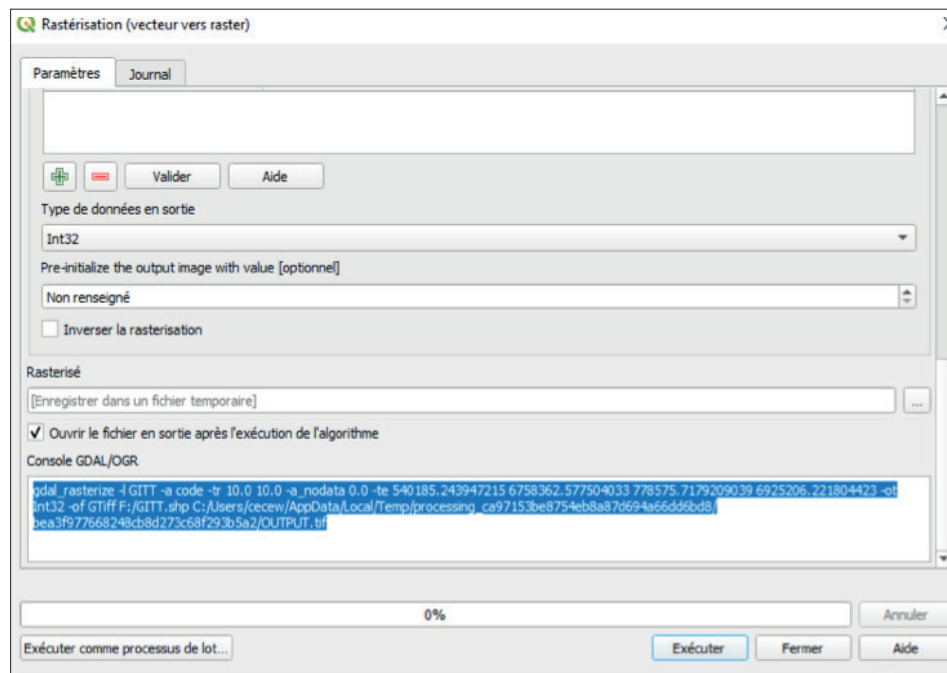 Rastérisation (vecteur vers raster)
Paramètres
Journal
Valider
Aide
Type de données en sortie
Int32
Pre-initialize the output image with value [optionnel]
Non renseigné
Inverser la rasterisation
Rasterisé
[Enregistrer dans un fichier temporaire]
...
Ouvrir le fichier en sortie après l'exécution de l'algorithme
Console GDAL/OGR
gdal_rasterize -l GITT -a code -tr 10.0 10.0 -a_nodata 0.0 -te 540185.243947215 6758362.577504033 778575.7179209039 6925206.221804423 -ot
Int32 -of GTiff F:/GITT.shp C:/Users/cecew/AppData/Local/Temp/processing_ca97153be8754eb8a87d694a66dd6bd8/
bea3f977668248cb8d273c68f293b5a2/OUTPUT.tif
0%
Annuler
Exécuter comme processus de lot...
Exécuter
Fermer
Aide